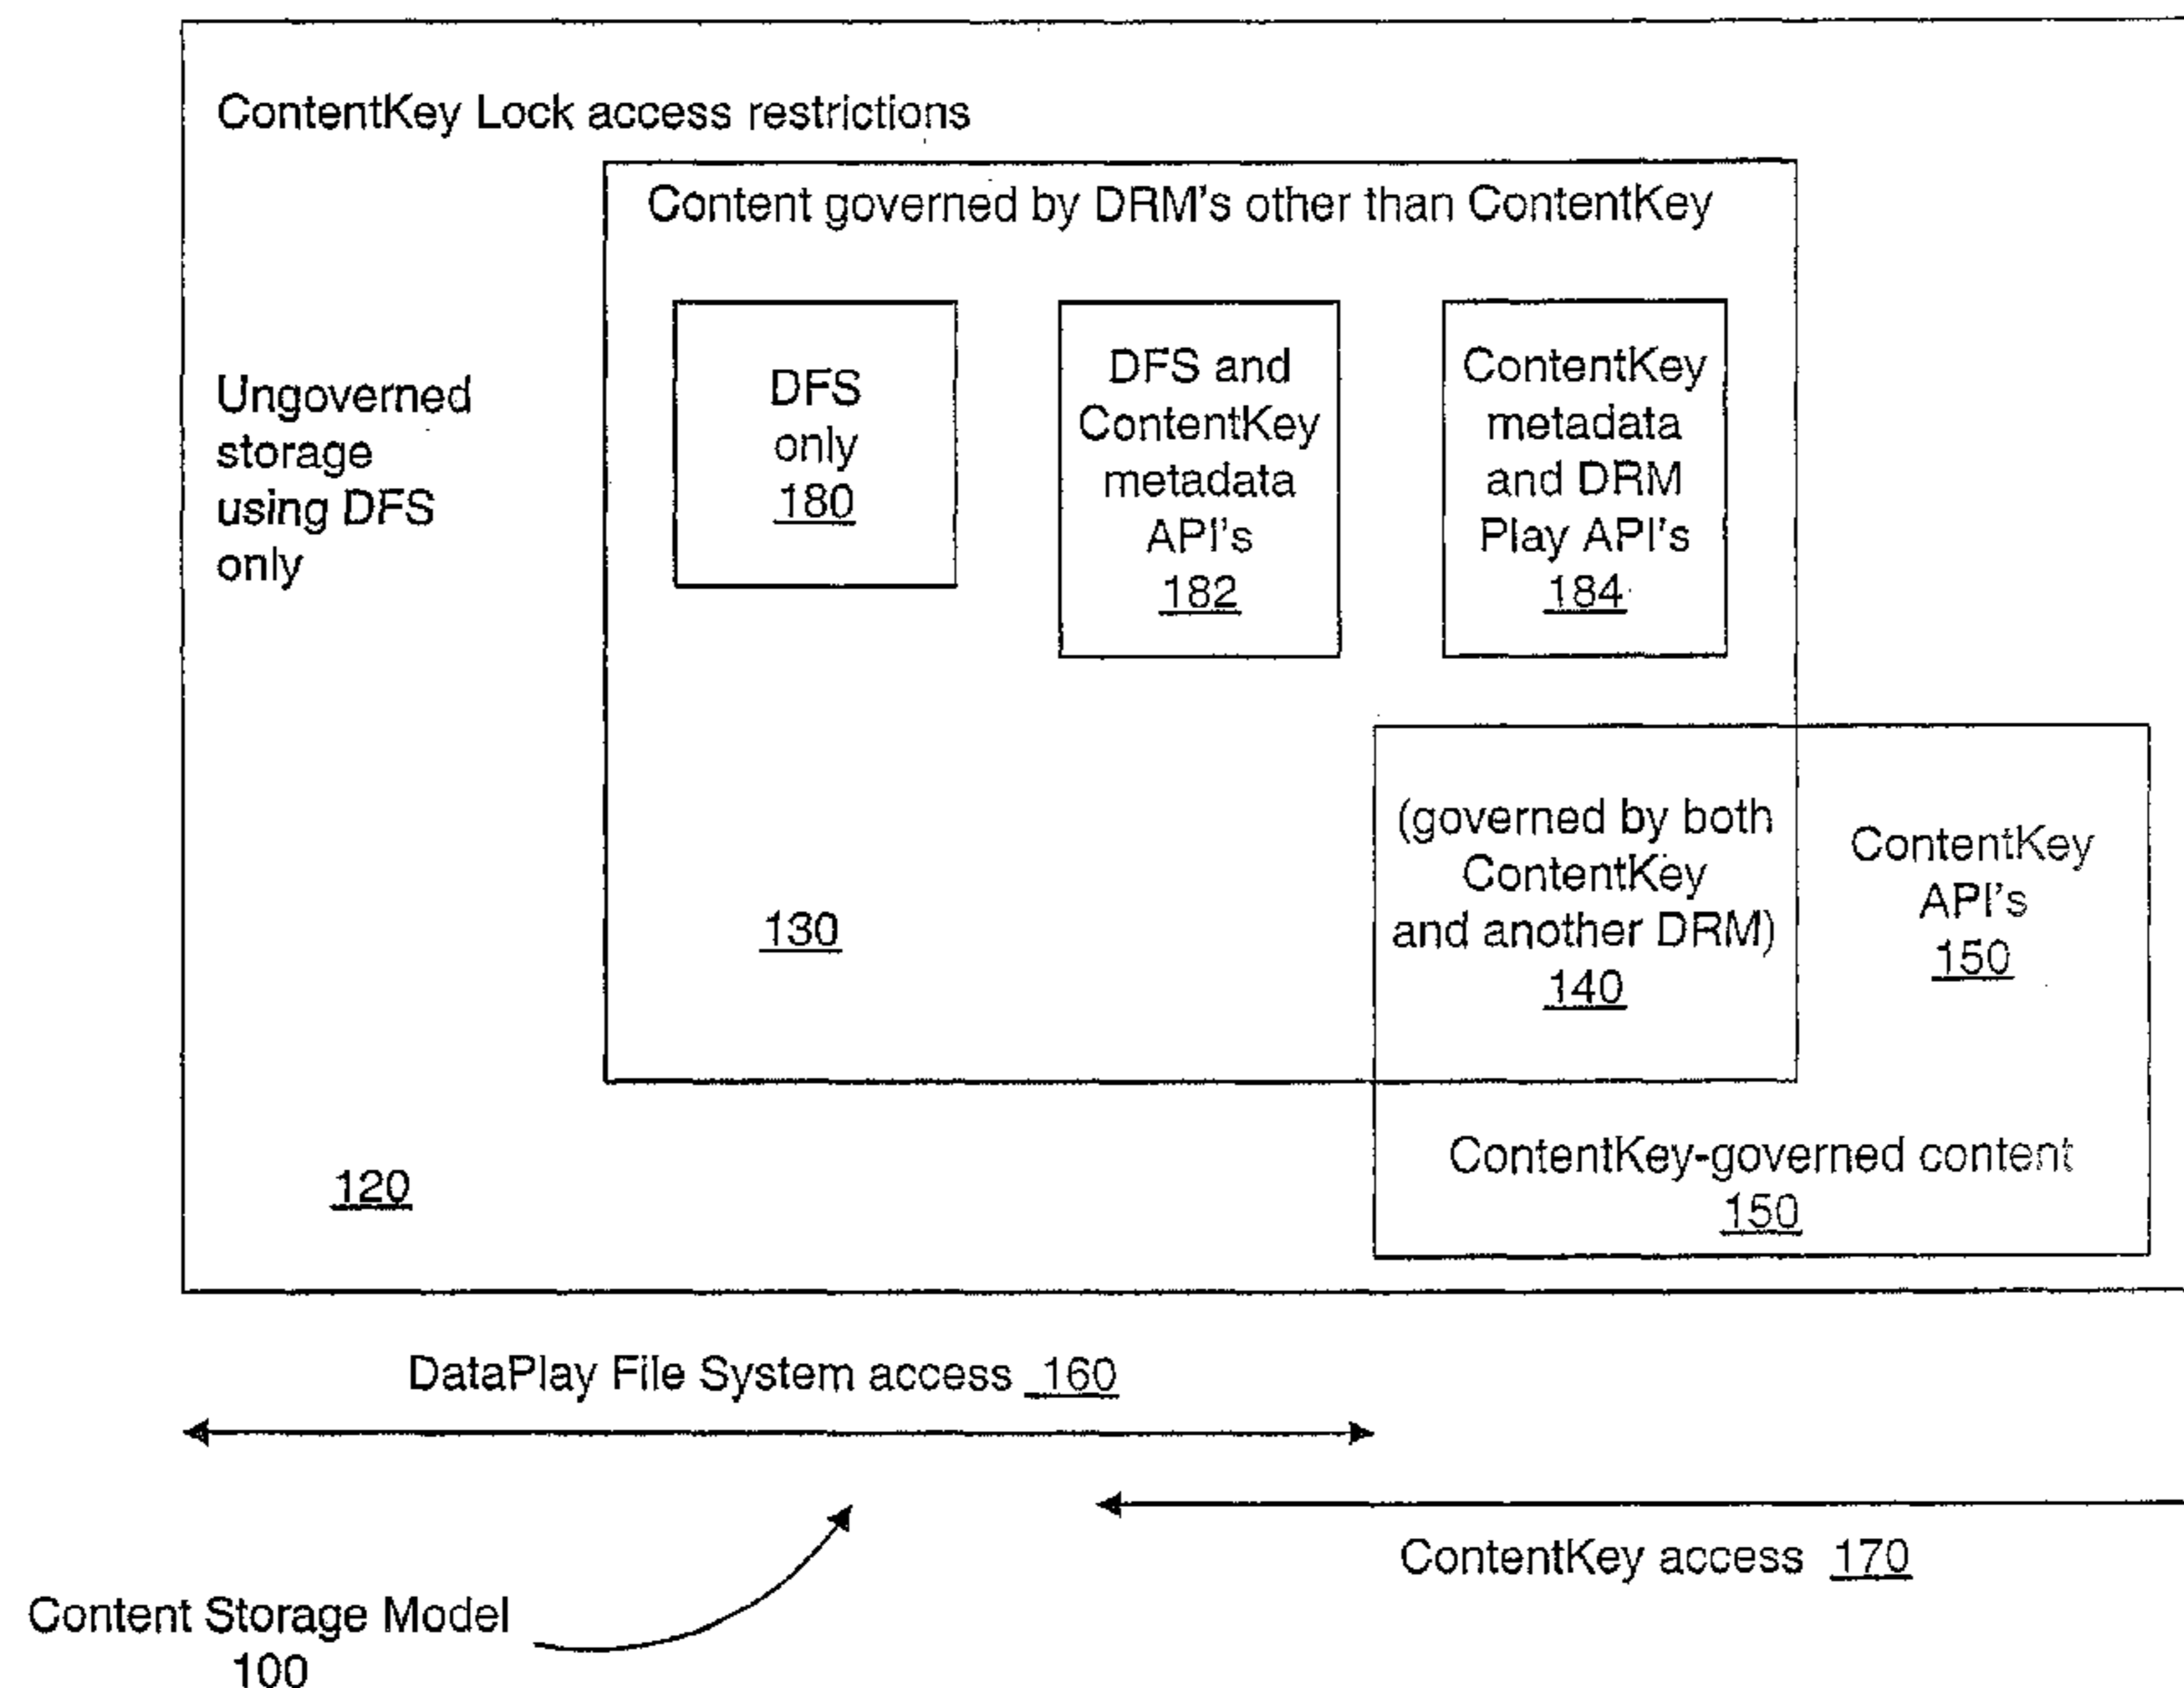 ContentKey Lock access restrictions
Content governed by DRM's other than ContentKey
Ungoverned
storage
using DFS
only
DFS
only
180
DFS and
ContentKey
metadata
API's
182
ContentKey
metadata
and DRM
Play API's
184
130
(governed by both
ContentKey
and another DRM)
140
ContentKey
API's
150
ContentKey-governed content
150
120
DataPlay File System access 160
ContentKey access 170
Content Storage Model
100